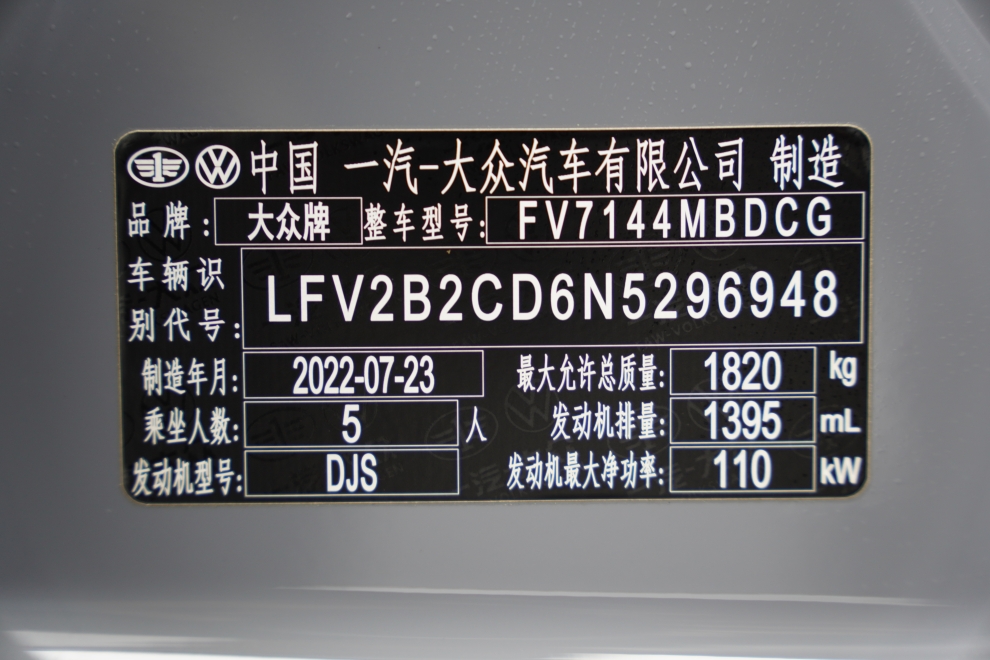 中国 一汽-大众汽车有限公司 制造
品牌: 大众牌 整车型号: FV7144MBDCG
车辆识别代号: LFV2B2CD6N5296948
制造年月: 2022-07-23 最大允许总质量: 1820 kg
乘坐人数: 5 人 发动机排量: 1395 mL
发动机型号: DJS 发动机最大净功率: 110 kW